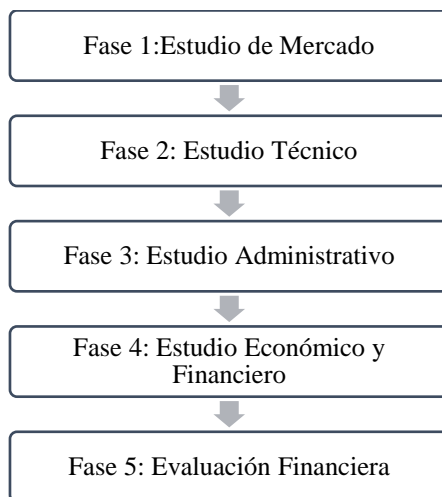 Fase 1:Estudio de Mercado
Fase 2: Estudio Técnico
Fase 3: Estudio Administrativo
Fase 4: Estudio Económico y
Financiero
Fase 5: Evaluación Financiera